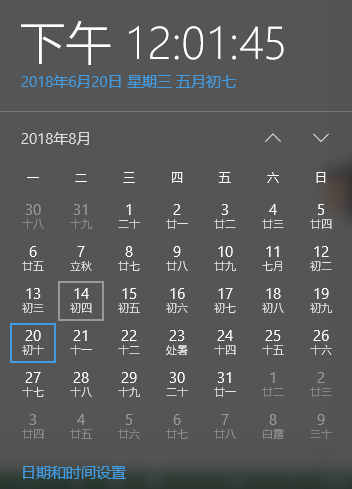 下午 12:01:45
2018年6月20日 星期三 五月初七
2018年8月
一 二 三 四 五 六 日
30 31 1 2 3 4 5
十八 十九 二十 廿一 廿二 廿三 廿四
6 7 8 9 10 11 12
廿五 立秋 廿七 廿八 廿九 七月 初二
13 14 15 16 17 18 19
初三 初四 初五 初六 初七 初八 初九
20 21 22 23 24 25 26
初十 十一 十二 处暑 十四 十五 十六
27 28 29 30 31 1 2
十七 十八 十九 二十 廿一 廿二 廿三
3 4 5 6 7 8 9
廿四 廿五 廿六 廿七 廿八 白露 三十
日期和时间设置